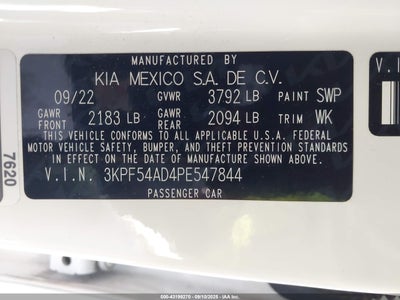 MANUFACTURED BY
KIA MEXICO S.A. DE C.V.
09/22 GVWR 3792 LB PAINT SWP
GAWR FRONT 2183 LB GAWR REAR 2094 LB TRIM WK
THIS VEHICLE CONFORMS TO ALL APPLICABLE U.S.A. FEDERAL
MOTOR VEHICLE SAFETY, BUMPER, AND THEFT PREVENTION
STANDARDS IN EFFECT ON THE DATE OF MANUFACTURE SHOWN ABOVE.
V.I.N. 3KPF54AD4PE547844
PASSENGER CAR
7620
V.I.